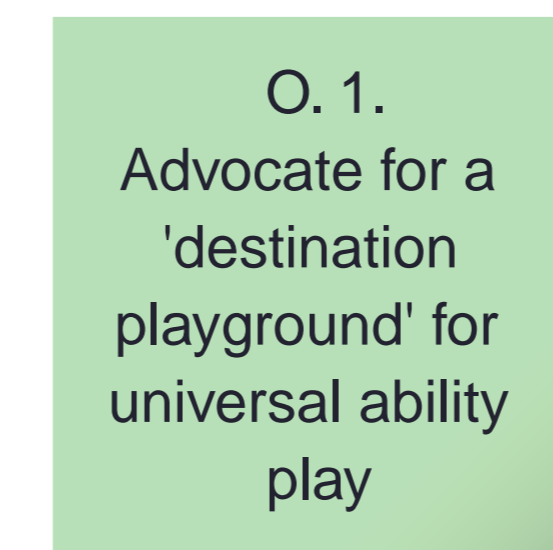 O. 1.
Advocate for a
'destination
playground' for
universal ability
play